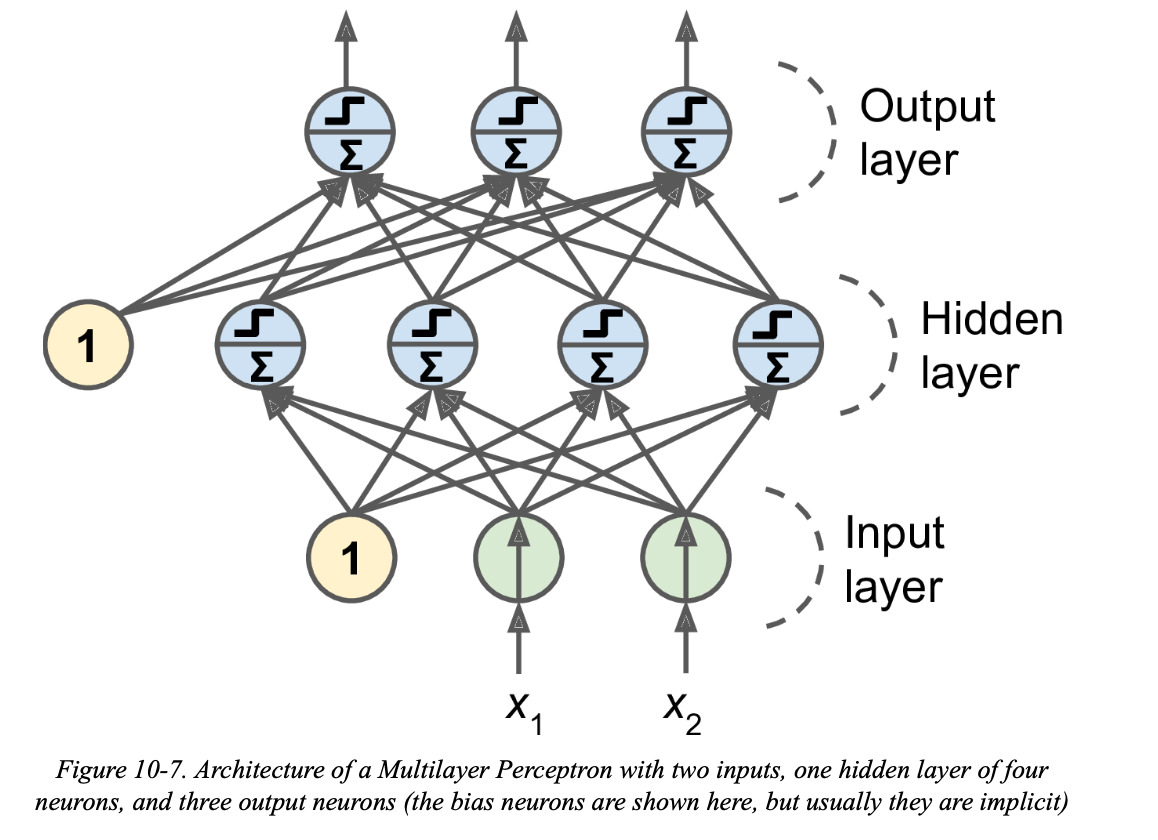 Σ Σ Σ
Output
layer
1 Σ Σ Σ Σ
Hidden
layer
1
Input
layer
x1 x2
Figure 10-7. Architecture of a Multilayer Perceptron with two inputs, one hidden layer of four
neurons, and three output neurons (the bias neurons are shown here, but usually they are implicit)